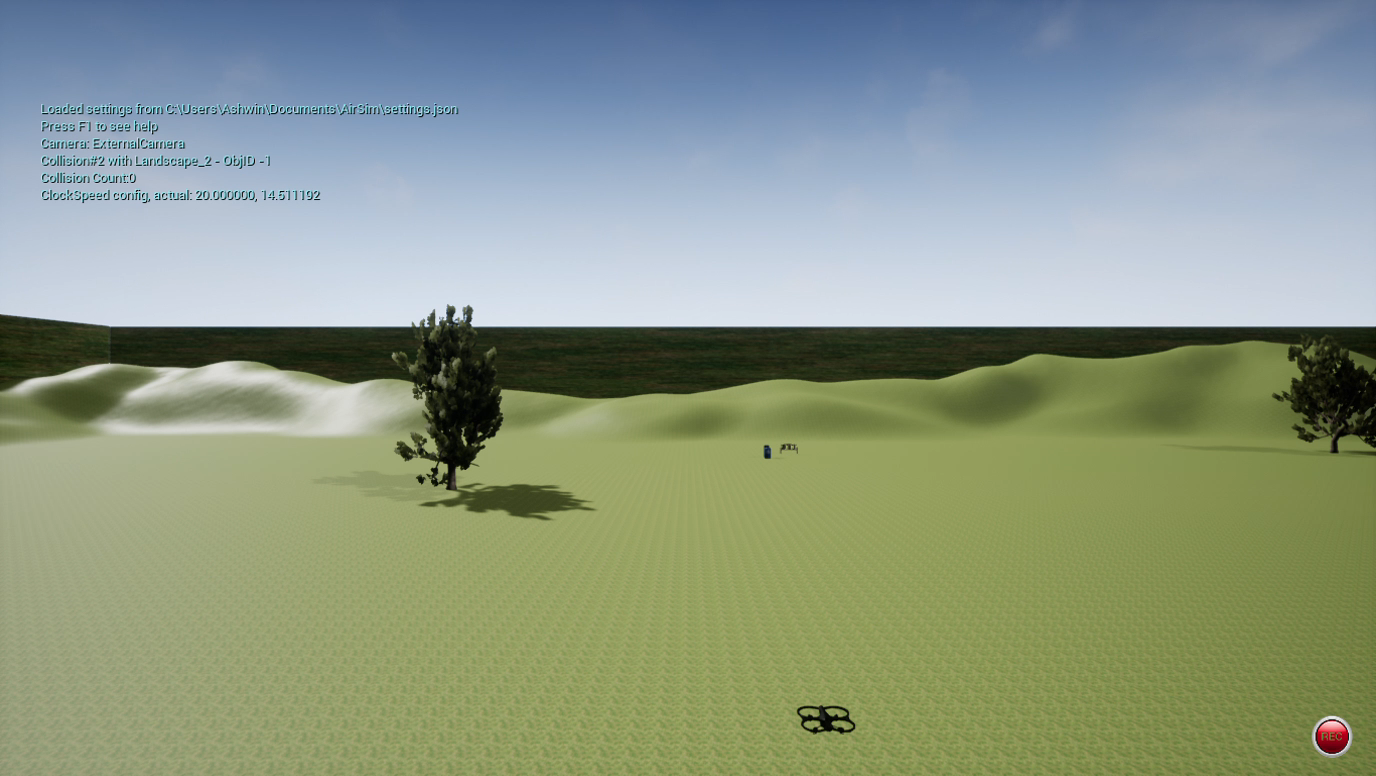 Loaded settings from C:\Users\Ashwin\Documents\AirSim\settings.json
Press F1 to see help
Camera: ExternalCamera
Collision#2 with Landscape_2 - ObjID -1
Collision Count:0
ClockSpeed config, actual: 20.000000, 14.511192
REC